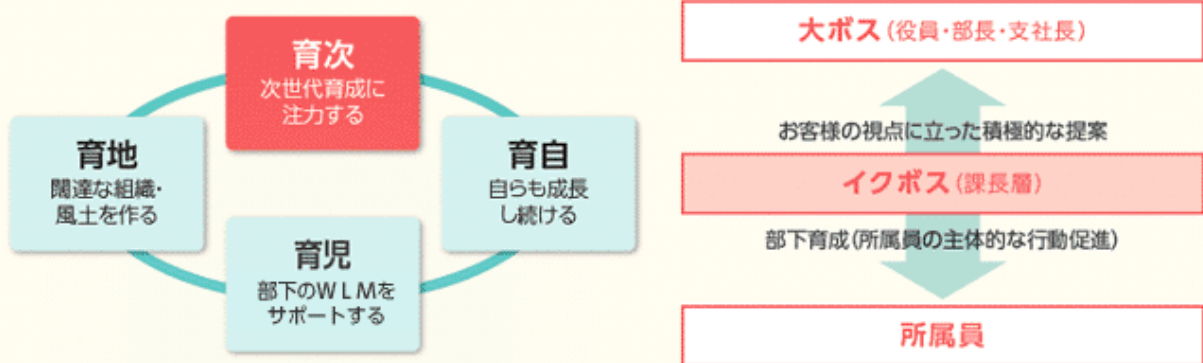 育次
次世代育成に
注力する
育地
闊達な組織・
風土を作る
育自
自らも成長
し続ける
育児
部下のWLMを
サポートする
大ボス（役員・部長・支社長）
お客様の視点に立った積極的な提案
イクボス（課長層）
部下育成（所属員の主体的な行動促進）
所属員